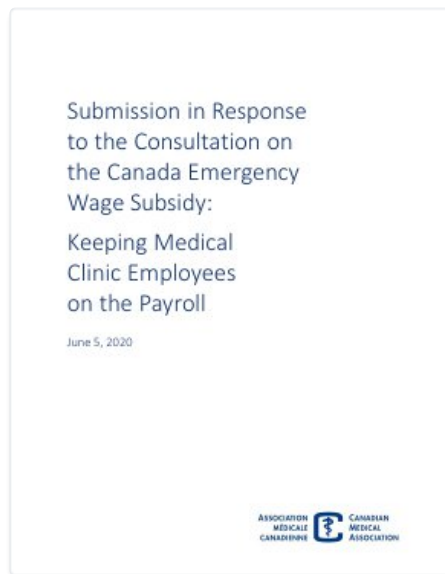 Submission in Response
to the Consultation on
the Canada Emergency
Wage Subsidy:
Keeping Medical
Clinic Employees
on the Payroll
June 5, 2020
ASSOCIATION
MÉDICALE
CANADIENNE
CANADIAN
MEDICAL
ASSOCIATION